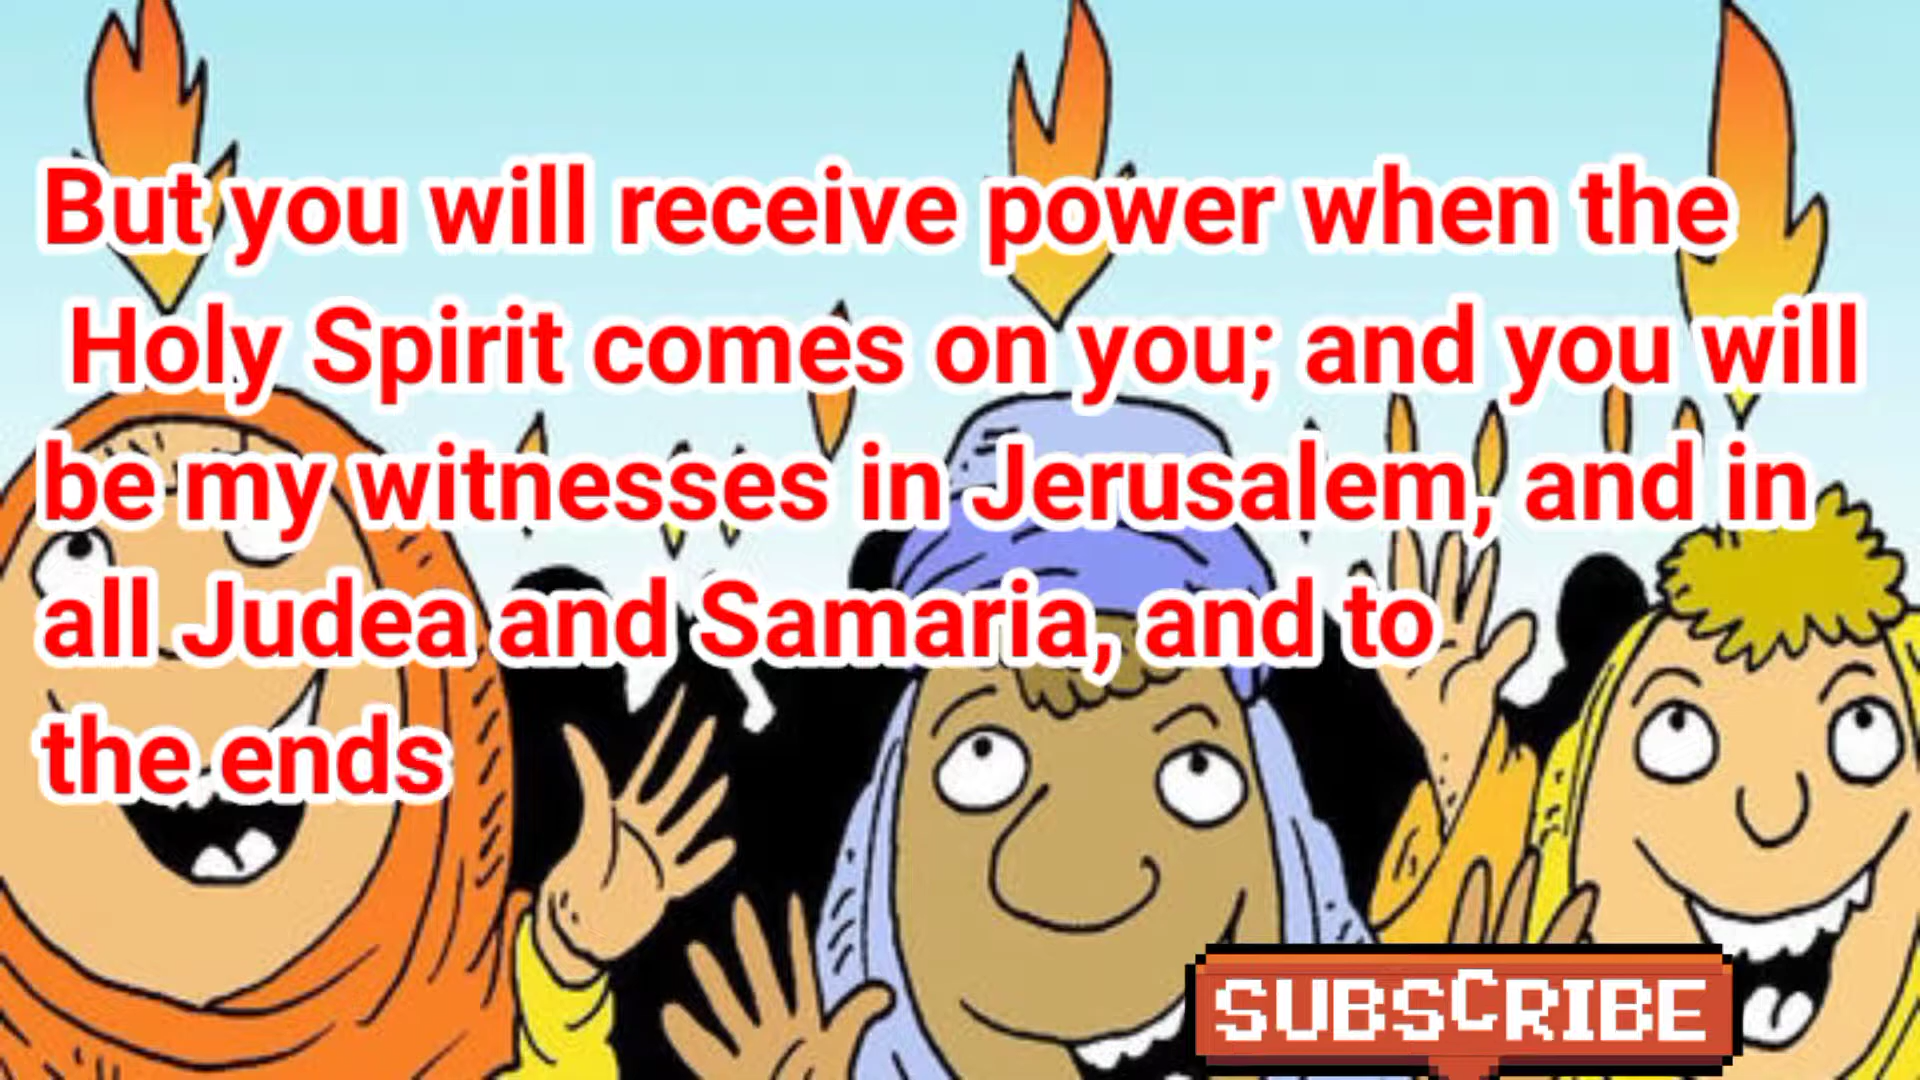 But you will receive power when the
Holy Spirit comes on you; and you will
be my witnesses in Jerusalem, and in
all Judea and Samaria, and to
the ends
SUBSCRIBE